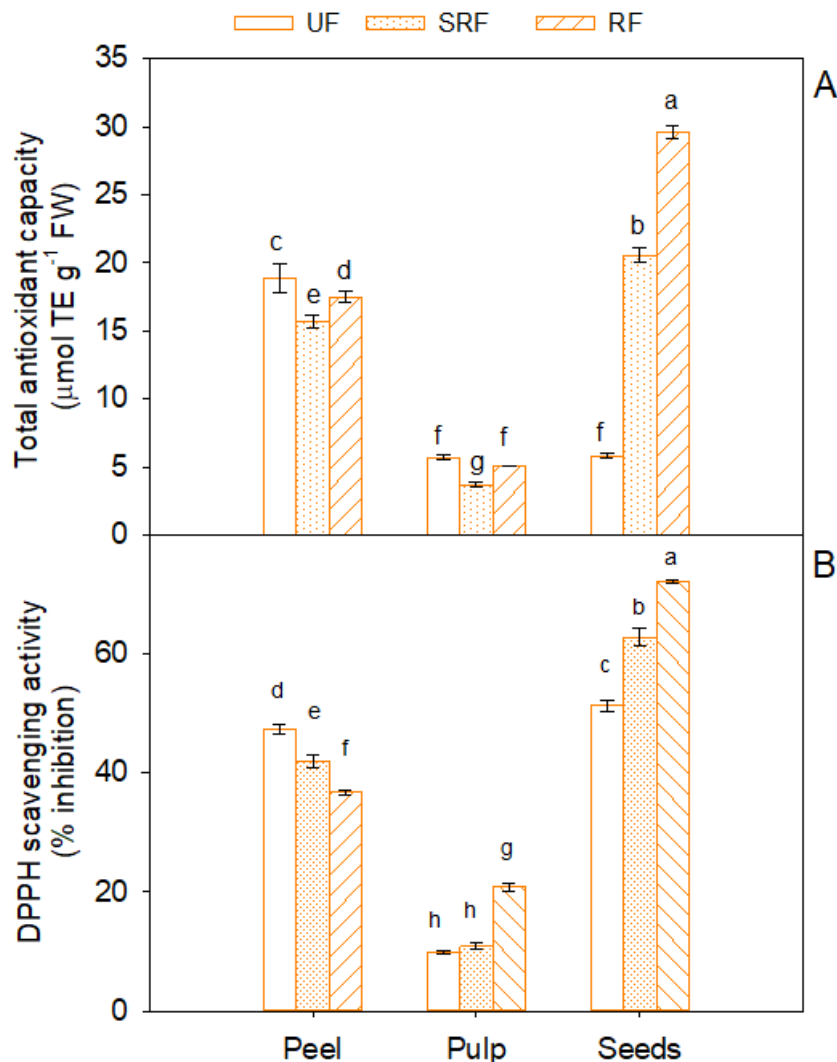 UF SRF RF
A
Total antioxidant capacity
(μmol TE g⁻¹ FW)
35
30
25
20
15
10
5
0
c e d
f g f
f b a
B
DPPH scavenging activity
(% inhibition)
60
40
20
0
d e f
h h g
c b a
Peel Pulp Seeds